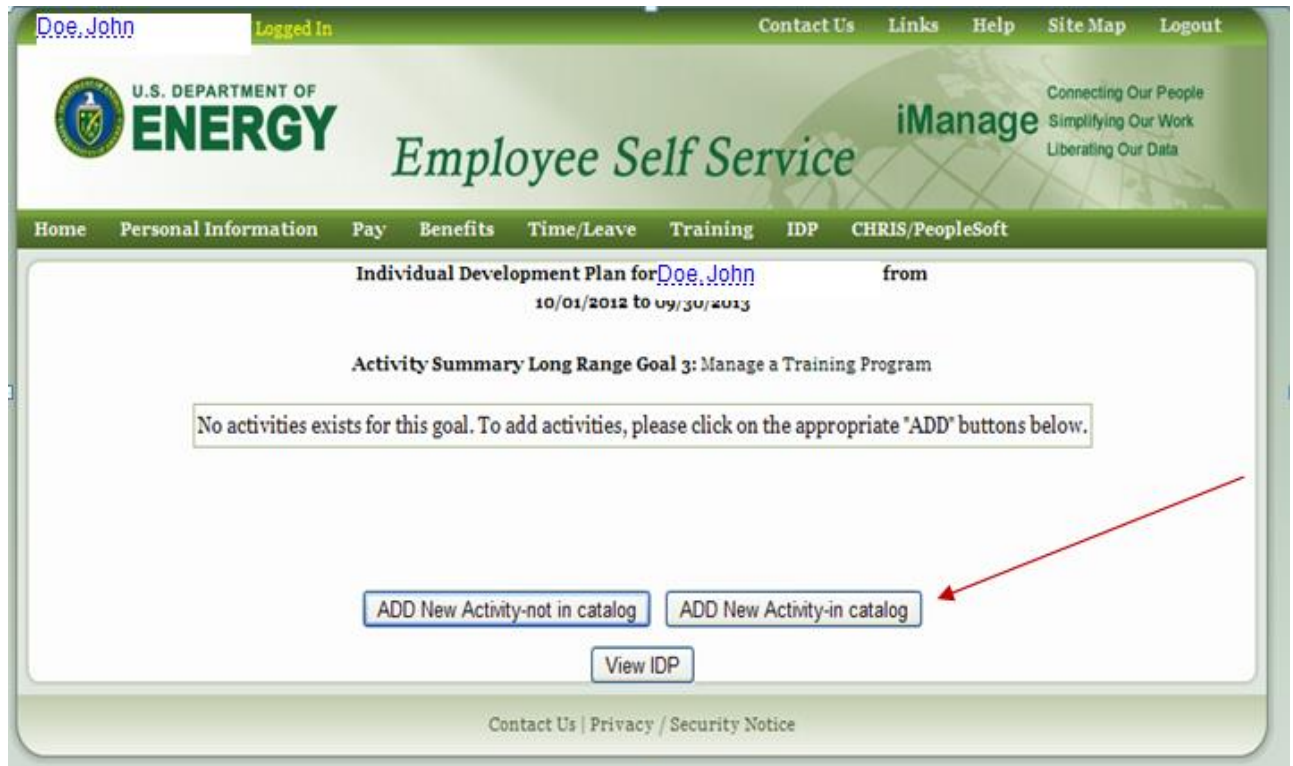 Doe, John Logged In Contact Us Links Help Site Map Logout
U.S. DEPARTMENT OF
ENERGY
Employee Self Service
iManage
Connecting Our People
Simplifying Our Work
Liberating Our Data
Home Personal Information Pay Benefits Time/Leave Training IDP CHRIS/PeopleSoft
Individual Development Plan for Doe, John from
10/01/2012 to 09/30/2013
Activity Summary Long Range Goal 3: Manage a Training Program
No activities exists for this goal. To add activities, please click on the appropriate "ADD" buttons below.
ADD New Activity-not in catalog ADD New Activity-in catalog
View IDP
Contact Us | Privacy / Security Notice